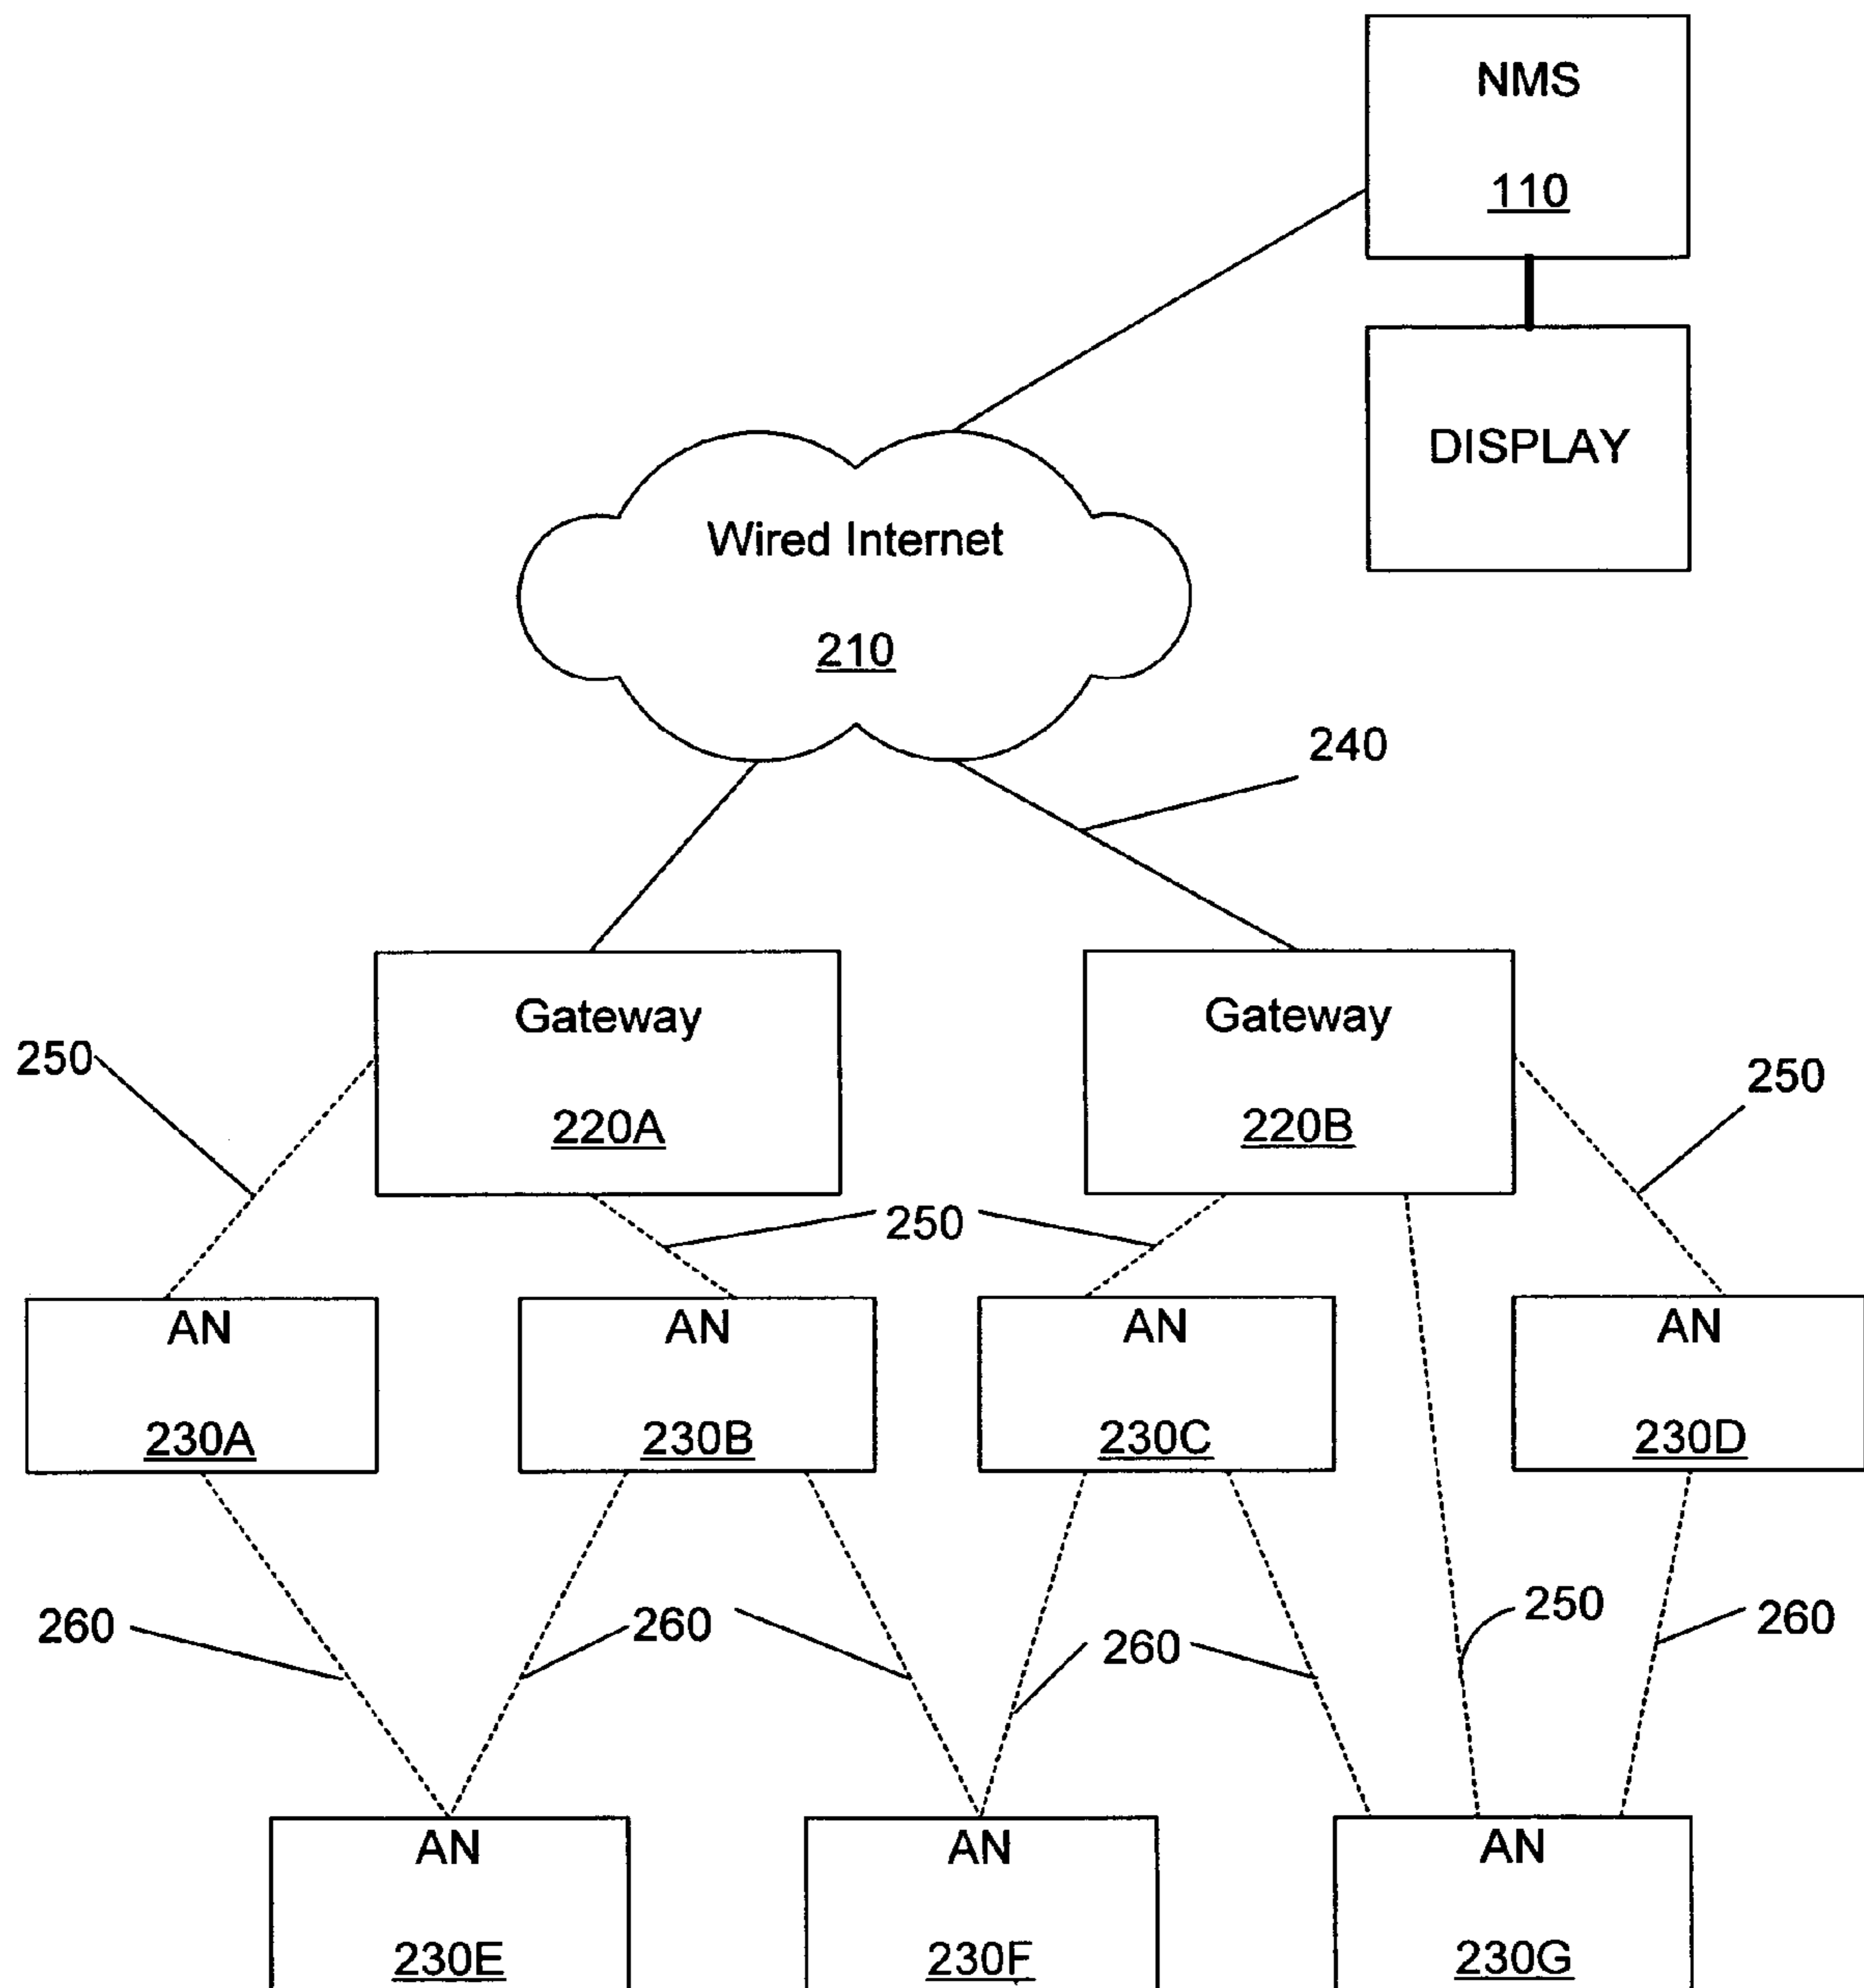 NMS
110
DISPLAY
Wired Internet
210
240
Gateway
220A
Gateway
220B
250
250
250
AN
230A
AN
230B
AN
230C
AN
230D
260
260
260
250
260
AN
230E
AN
230F
AN
230G